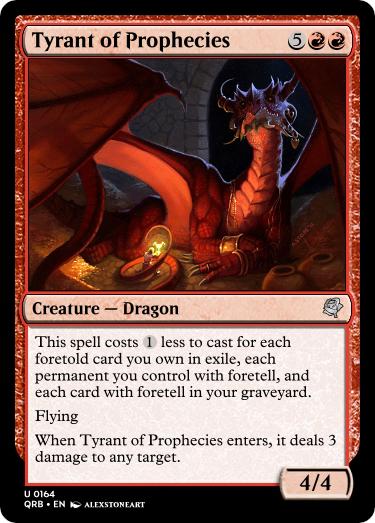 Tyrant of Prophecies 5
Creature — Dragon
This spell costs 1 less to cast for each
foretold card you own in exile, each
permanent you control with foretell, and
each card with foretell in your graveyard.
Flying
When Tyrant of Prophecies enters, it deals 3
damage to any target.
4/4
U 0164
QRB • EN ALEXSTONEART